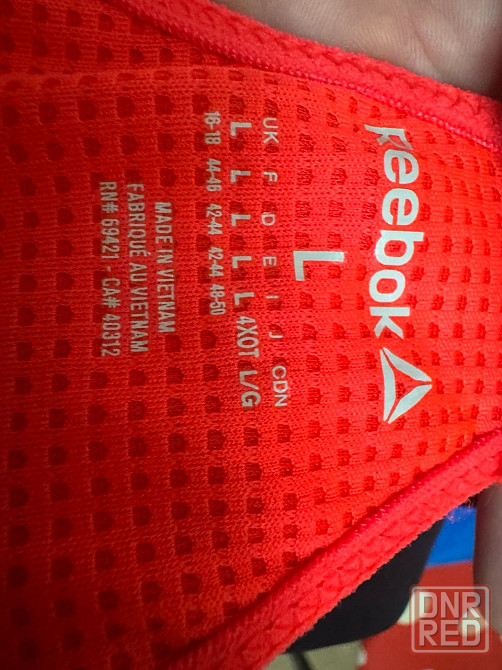 Reebok
L
UK F D E I J CDN
L L L L L 4XOT L/G
16-18 44-46 42-44 42-44 48-50
MADE IN VIETNAM
FABRIQUÉ AU VIETNAM
RN# 69421 - CA# 40312
DNR
RED